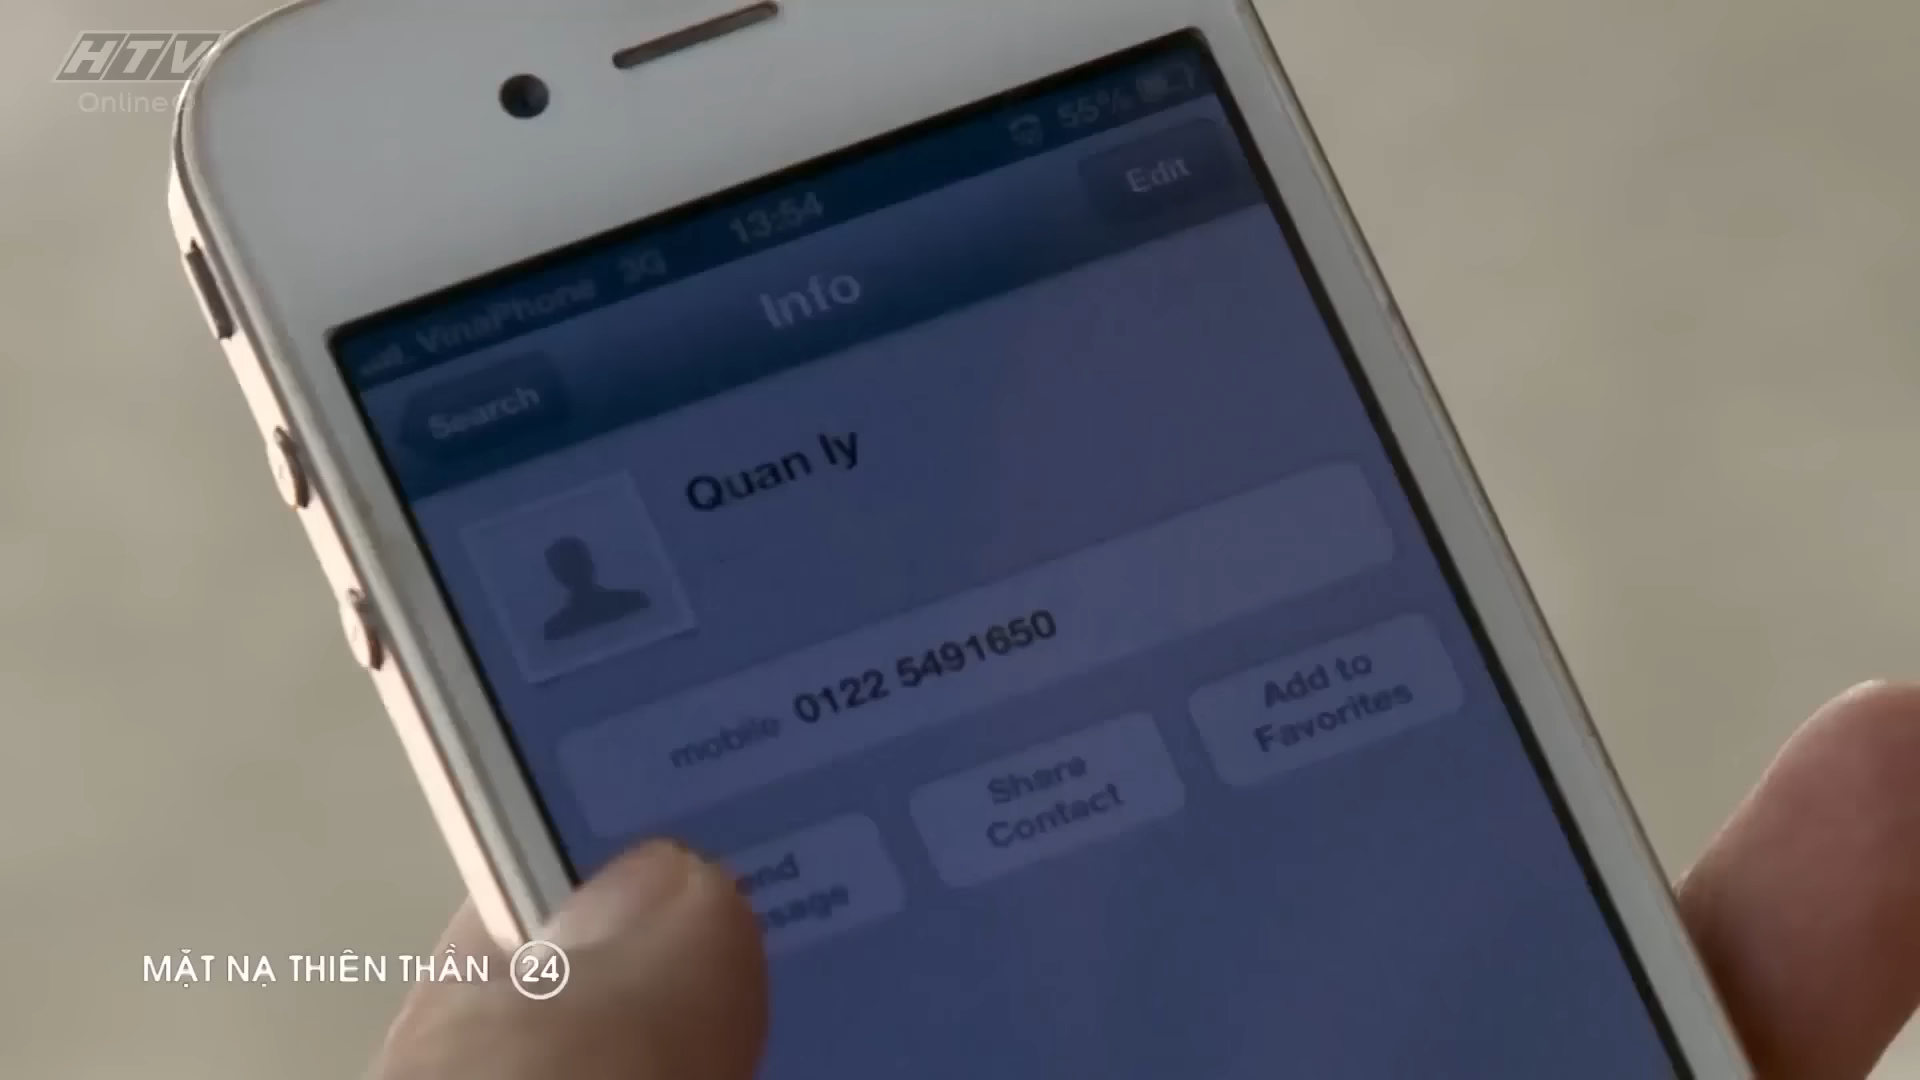 HTV
Online
VinaPhone 3G 13:54 55%
Search Info Edit
Quan ly
mobile 0122 5491650
Share
Contact
Add to
Favorites
MẶT NẠ THIÊN THẦN 24